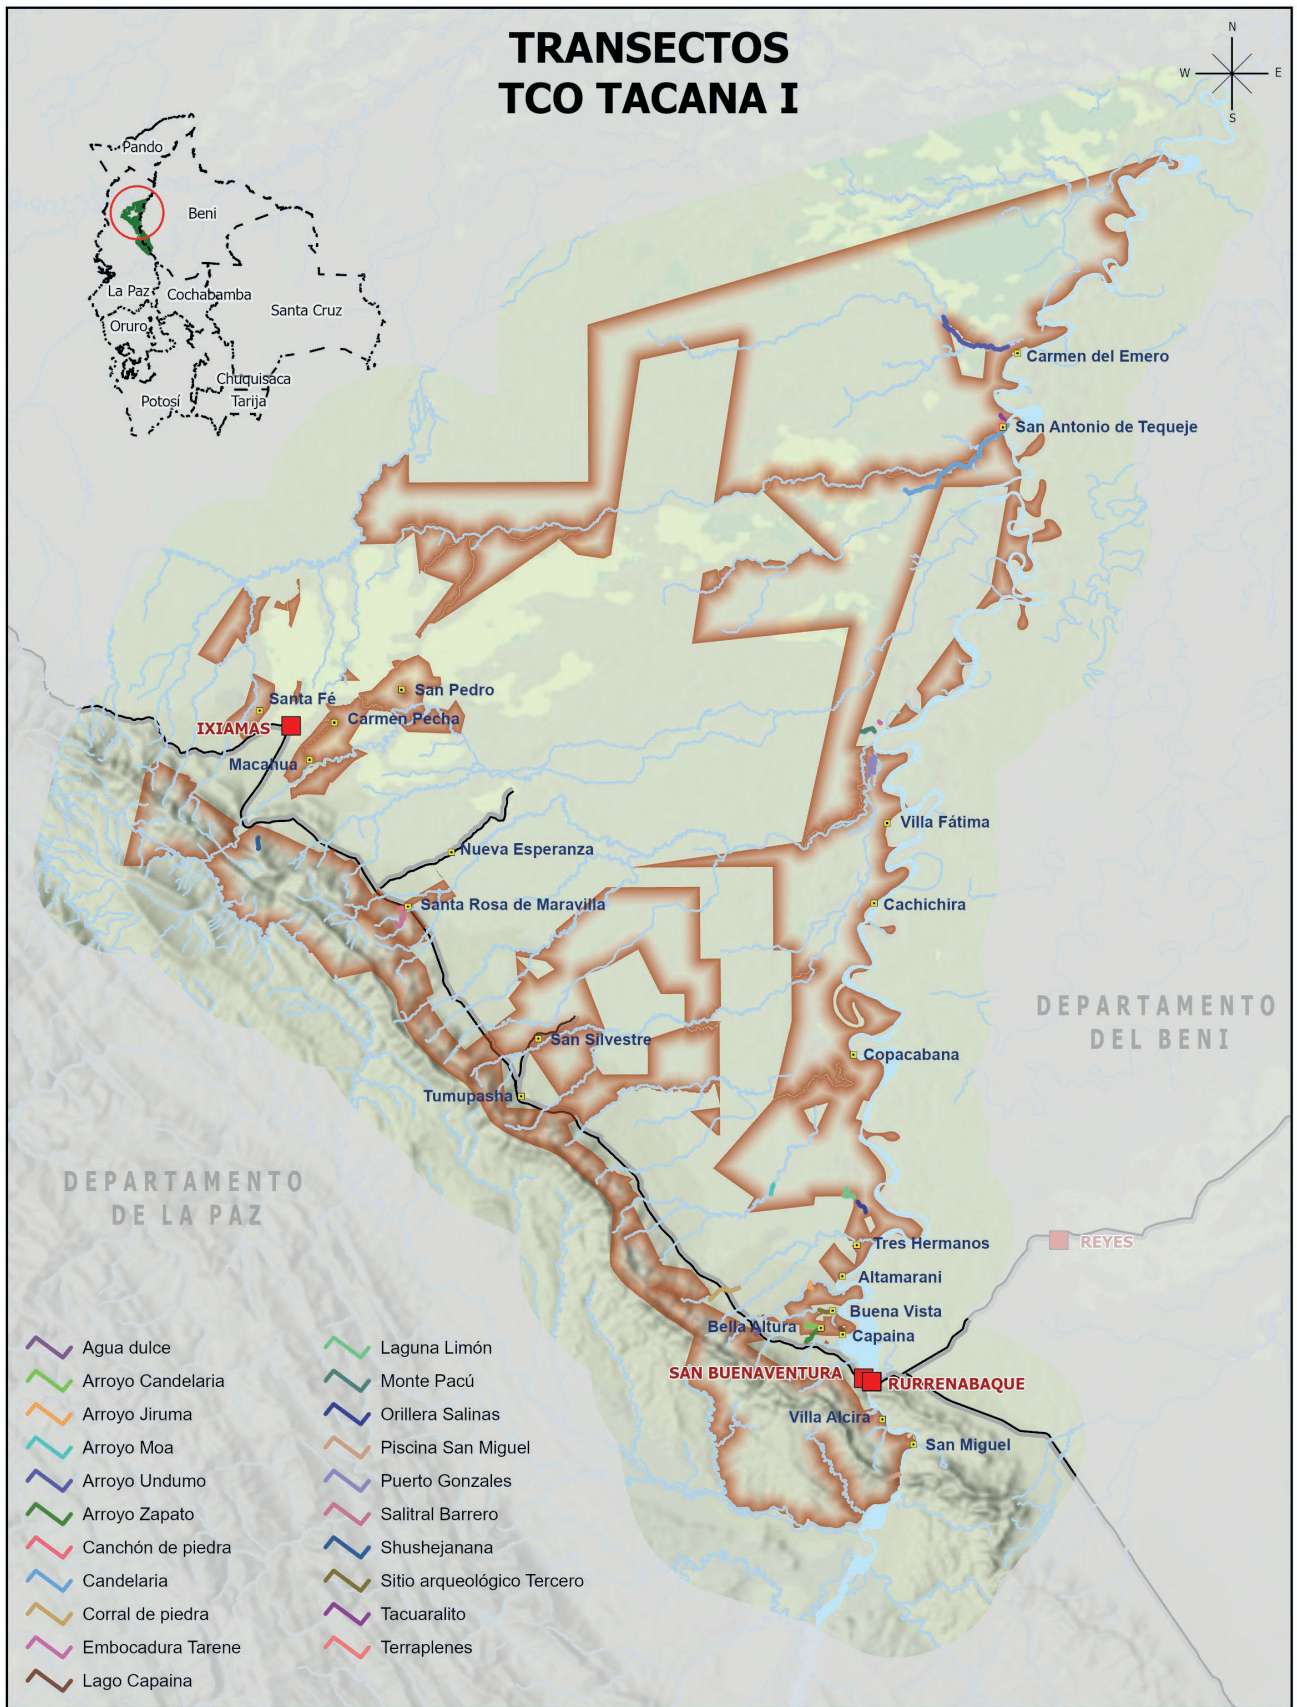 TRANSECTOS
TCO TACANA I
N
W
E
S
Pando
Beni
La Paz
Cochabamba
Oruro
Santa Cruz
Chuquisaca
Potosí
Tarija
Carmen del Emero
San Antonio de Tequeje
San Pedro
Santa Fé
Carmen Pecha
IXIAMAS
Macahua
Villa Fátima
Nueva Esperanza
Santa Rosa de Maravilla
Cachichira
DEPARTAMENTO
DEL BENI
San Silvestre
Copacabana
Tumupasha
DEPARTAMENTO
DE LA PAZ
Tres Hermanos
REYES
Altamarani
Buena Vista
Bella Altura
Capaina
SAN BUENAVENTURA
RURRENABAQUE
Villa Alcira
San Miguel
Agua dulce
Arroyo Candelaria
Arroyo Jiruma
Arroyo Moa
Arroyo Undumo
Arroyo Zapato
Canchón de piedra
Candelaria
Corral de piedra
Embocadura Tarene
Lago Capaina
Laguna Limón
Monte Pacú
Orillera Salinas
Piscina San Miguel
Puerto Gonzales
Salitral Barrero
Shushejanana
Sitio arqueológico Tercero
Tacuaralito
Terraplenes